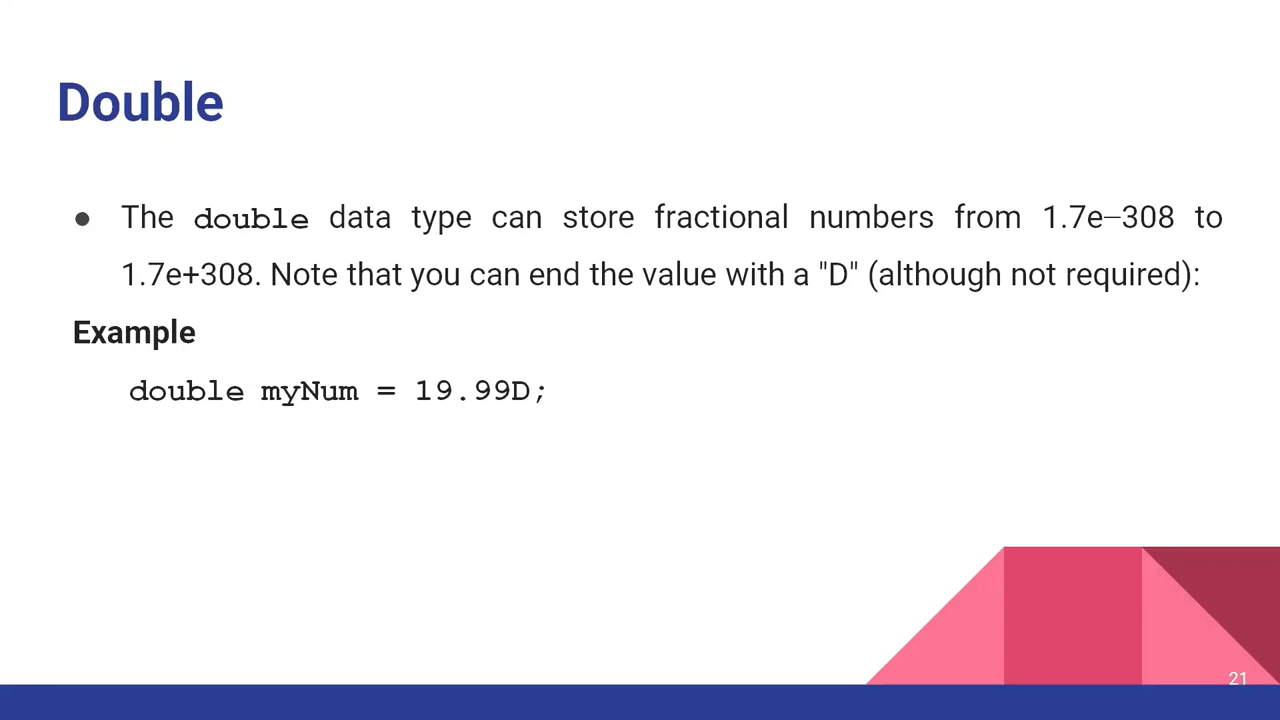 Double
● The double data type can store fractional numbers from 1.7e−308 to
1.7e+308. Note that you can end the value with a "D" (although not required):
Example
double myNum = 19.99D;
21